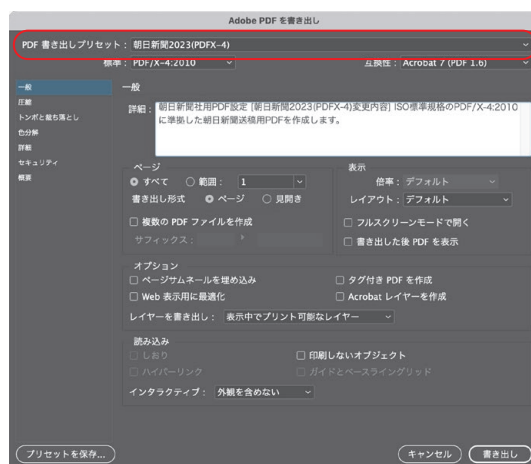 Adobe PDF を書き出し
PDF 書き出しプリセット： 朝日新聞2023(PDFX-4)
標準： PDF/X-4:2010 互換性： Acrobat 7 (PDF 1.6)
一般
圧縮
トンボと裁ち落とし
色分解
詳細
セキュリティ
概要
一般
詳細： 朝日新聞社用PDF設定 [朝日新聞2023(PDFX-4)変更内容] ISO標準規格のPDF/X-4:2010
に準拠した朝日新聞送稿用PDFを作成します。
ページ
すべて 範囲： 1
書き出し形式 ページ 見開き
複数の PDF ファイルを作成
サフィックス：
表示
倍率： デフォルト
レイアウト： デフォルト
フルスクリーンモードで開く
書き出した後 PDF を表示
オプション
ページサムネールを埋め込み タグ付き PDF を作成
Web 表示用に最適化 Acrobat レイヤーを作成
レイヤーを書き出し： 表示中でプリント可能なレイヤー
読み込み
しおり 印刷しないオブジェクト
ハイパーリンク ガイドとベースライングリッド
インタラクティブ： 外観を含めない
プリセットを保存... キャンセル 書き出し